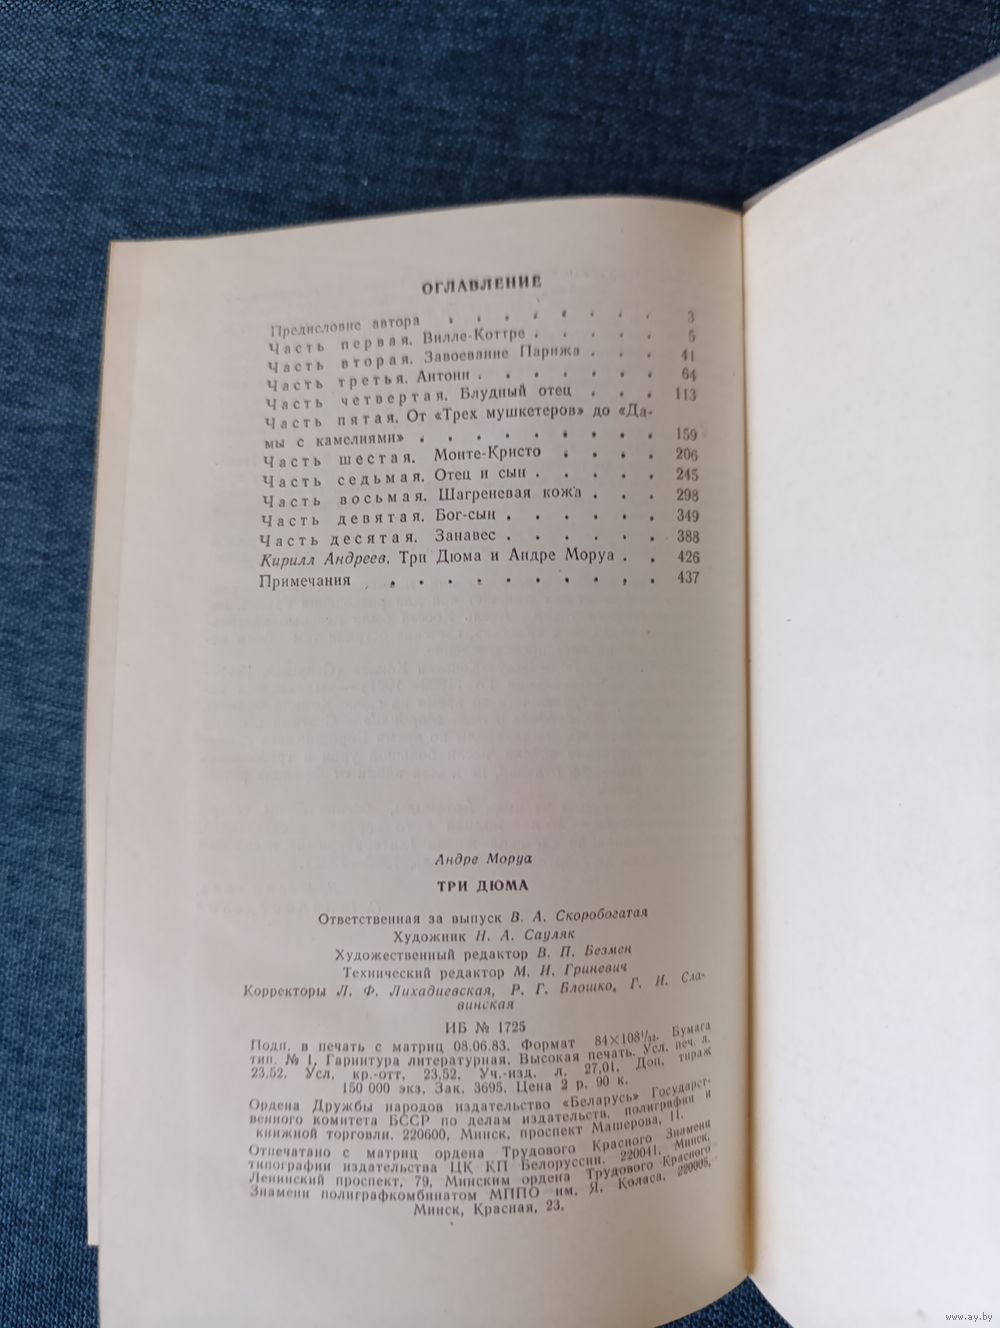 ОГЛАВЛЕНИЕ
Предисловие автора . . . . . . . . 3
Часть первая. Вилле-Коттре . . . . . 5
Часть вторая. Завоевание Парижа . . . 41
Часть третья. Антони . . . . . . . 64
Часть четвертая. Блудный отец . . . 113
Часть пятая. От «Трех мушкетеров» до «Да-
мы с камелиями» . . . . . . . . . 159
Часть шестая. Монте-Кристо . . . . 206
Часть седьмая. Отец и сын . . . . . 245
Часть восьмая. Шагреневая кожа . . . 298
Часть девятая. Бог-сын . . . . . . 349
Часть десятая. Занавес . . . . . . 388
Кирилл Андреев. Три Дюма и Андре Моруа . . 426
Примечания . . . . . . . . . . 437
Андре Моруа
ТРИ ДЮМА
Ответственная за выпуск В. А. Скоробогатая
Художник Н. А. Сауляк
Художественный редактор В. П. Безмен
Технический редактор М. И. Гриневич
Корректоры Л. Ф. Лихадиевская, Р. Г. Блошко, Г. И. Сла-
винская
ИБ № 1725
Подп. в печать с матриц 08.06.83. Формат 84×108¹/₃₂. Бумага
тип. № 1. Гарнитура литературная. Высокая печать. Усл. печ. л.
23,52. Усл. кр.-отт. 23,52. Уч.-изд. л. 27,01. Доп. тираж
150 000 экз. Зак. 3695. Цена 2 р. 90 к.
Ордена Дружбы народов издательство «Беларусь» Государст-
венного комитета БССР по делам издательств, полиграфии и
книжной торговли. 220600, Минск, проспект Машерова, 11.
Отпечатано с матриц ордена Трудового Красного Знамени
типографии издательства ЦК КП Белоруссии. 220041, Минск,
Ленинский проспект, 79, Минским ордена Трудового Красного
Знамени полиграфкомбинатом МППО им. Я. Коласа. 220005,
Минск, Красная, 23.
www.ay.by